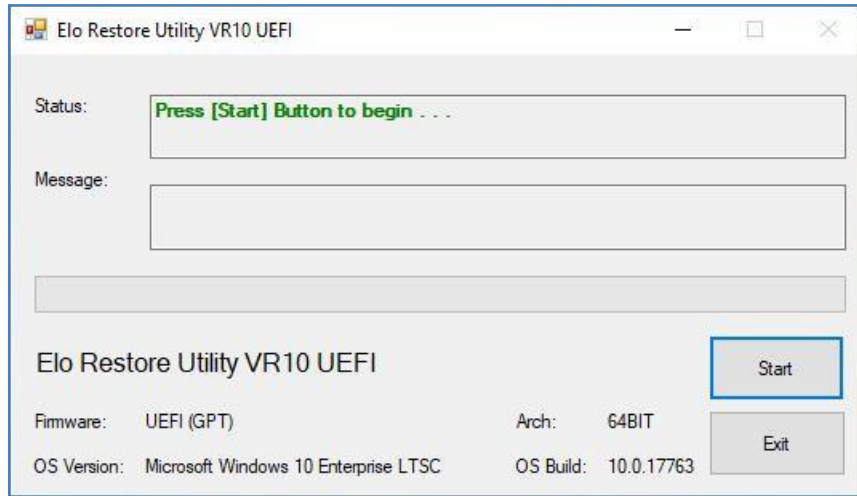 Elo Restore Utility VR10 UEFI
Status:
Press [Start] Button to begin . . .
Message:
Elo Restore Utility VR10 UEFI
Start
Firmware: UEFI (GPT) Arch: 64BIT
Exit
OS Version: Microsoft Windows 10 Enterprise LTSC OS Build: 10.0.17763